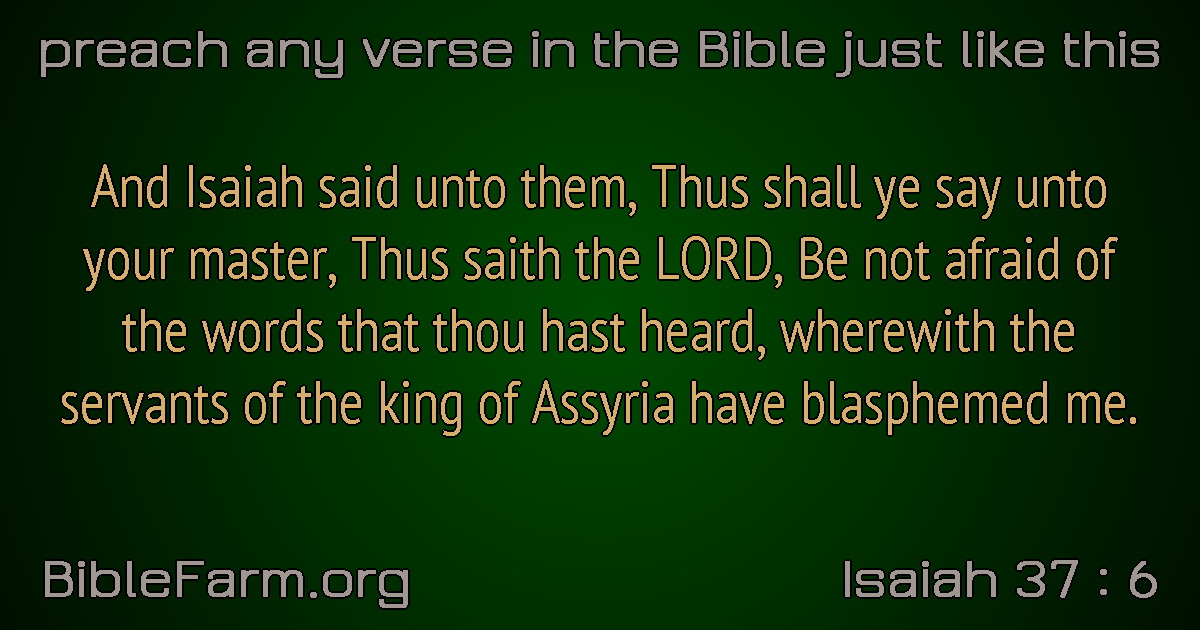 preach any verse in the Bible just like this
And Isaiah said unto them, Thus shall ye say unto
your master, Thus saith the LORD, Be not afraid of
the words that thou hast heard, wherewith the
servants of the king of Assyria have blasphemed me.
BibleFarm.org
Isaiah 37 : 6